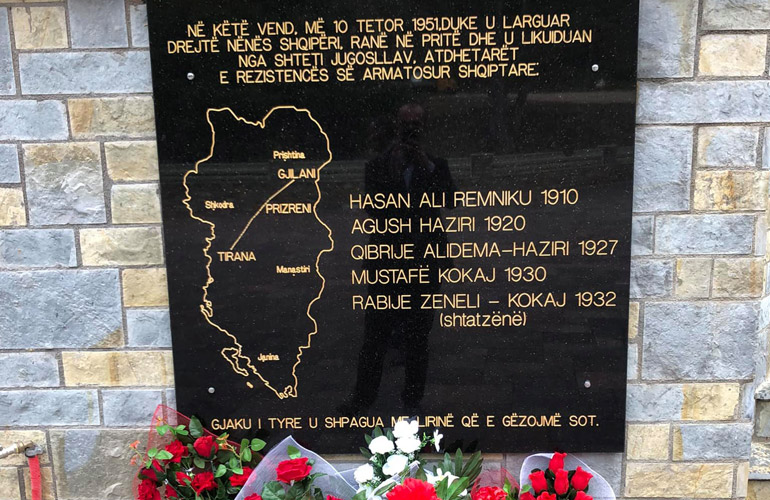 NË KËTË VEND, MË 10 TETOR 1951.DUKE U LARGUAR
DREJTË NËNËS SHQIPËRI, RANË NË PRITË DHE U LIKUIDUAN
NGA SHTETI JUGOSLLAV, ATDHETARËT
E REZISTENCËS SË ARMATOSUR SHQIPTARE:
Prishtina
GJILANI
Shkodra
PRIZRENI
TIRANA
Manastiri
Janina
HASAN ALI REMNIKU 1910
AGUSH HAZIRI 1920
QIBRIJE ALIDEMA-HAZIRI 1927
MUSTAFË KOKAJ 1930
RABIJE ZENELI - KOKAJ 1932
(shtatzënë)
GJAKU I TYRE U SHPAGUA ME LIRINË QË E GËZOJMË SOT.